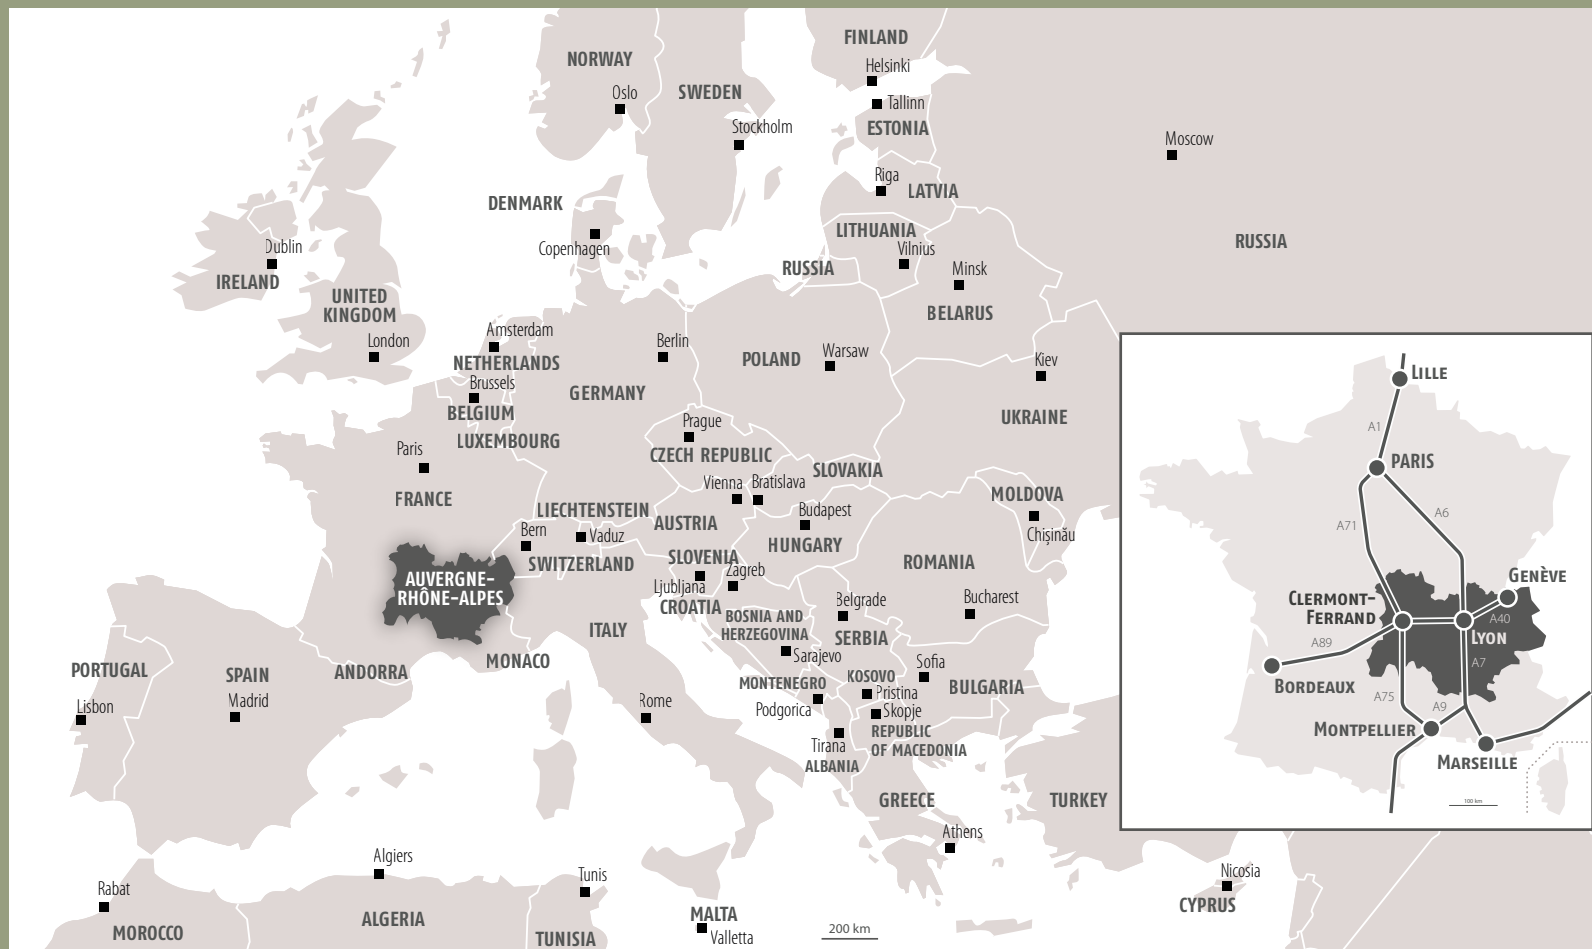 FINLAND
Helsinki
NORWAY
SWEDEN
Oslo
Tallinn
ESTONIA
Stockholm
Moscow
Riga
LATVIA
DENMARK
LITHUANIA
Copenhagen
Vilnius
RUSSIA
Dublin
RUSSIA
Minsk
IRELAND
UNITED
KINGDOM
BELARUS
London
Amsterdam
NETHERLANDS
Berlin
POLAND
Warsaw
Kiev
Brussels
BELGIUM
GERMANY
UKRAINE
LUXEMBOURG
Paris
Prague
CZECH REPUBLIC
SLOVAKIA
FRANCE
Vienna
Bratislava
MOLDOVA
LIECHTENSTEIN
AUSTRIA
Budapest
HUNGARY
Chişinău
Bern
Vaduz
SWITZERLAND
SLOVENIA
Ljubljana
Zagreb
CROATIA
ROMANIA
AUVERGNE–
RHÔNE–ALPES
BOSNIA AND
HERZEGOVINA
Belgrade
SERBIA
Bucharest
ITALY
Sarajevo
MONACO
PORTUGAL
SPAIN
ANDORRA
Sofia
KOSOVO
MONTENEGRO
Pristina
BULGARIA
Lisbon
Madrid
Rome
Podgorica
Skopje
REPUBLIC
OF MACEDONIA
Tirana
ALBANIA
GREECE
TURKEY
Athens
Algiers
Tunis
Nicosia
Rabat
MOROCCO
ALGERIA
TUNISIA
MALTA
Valletta
CYPRUS
200 km
LILLE
A1
PARIS
A71
A6
GENÈVE
CLERMONT–
FERRAND
A40
LYON
A89
A7
BORDEAUX
A75
A9
MONTPELLIER
MARSEILLE
100 km